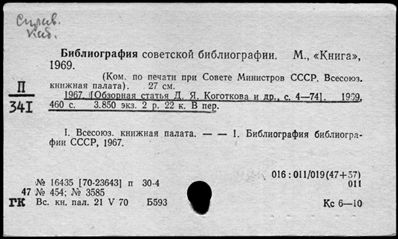 Справ.
Каб.
Библиография советской библиографии. М., «Книга»,
1969.
(Ком. по печати при Совете Министров СССР. Всесоюз.
книжная палата). 27 см.
II
34I
1967. [Обзорная статья Д. Я. Коготкова и др., с. 4—74]. 1969,
460 с. 3.850 экз. 2 р. 22 к. В пер.
I. Всесоюз. книжная палата. — — 1. Библиография библиогра-
фии СССР, 1967.
016 : 011/019(47+57)
011
№ 16435 [70-23643] п 30-4
47 № 454; № 3585
ГК Вс. кн. пал. 21 V 70 Б593 Кс 6—10